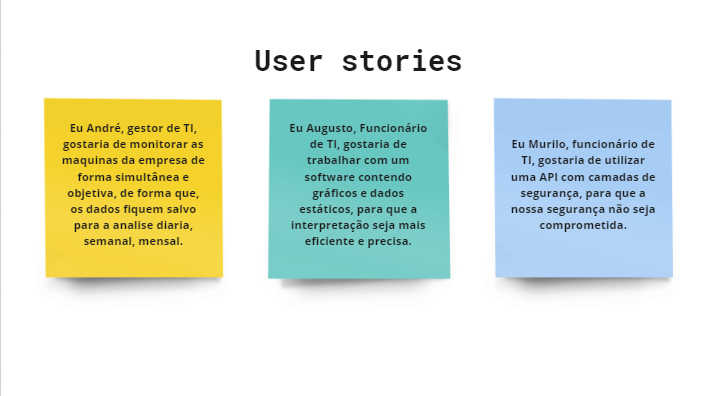 User stories
Eu André, gestor de TI,
gostaria de monitorar as
maquinas da empresa de
forma simultânea e
objetiva, de forma que,
os dados fiquem salvo
para a analise diaria,
semanal, mensal.
Eu Augusto, Funcionário
de TI, gostaria de
trabalhar com um
software contendo
gráficos e dados
estáticos, para que a
interpretação seja mais
eficiente e precisa.
Eu Murilo, funcionário de
TI, gostaria de utilizar
uma API com camadas de
segurança, para que a
nossa segurança não seja
comprometida.